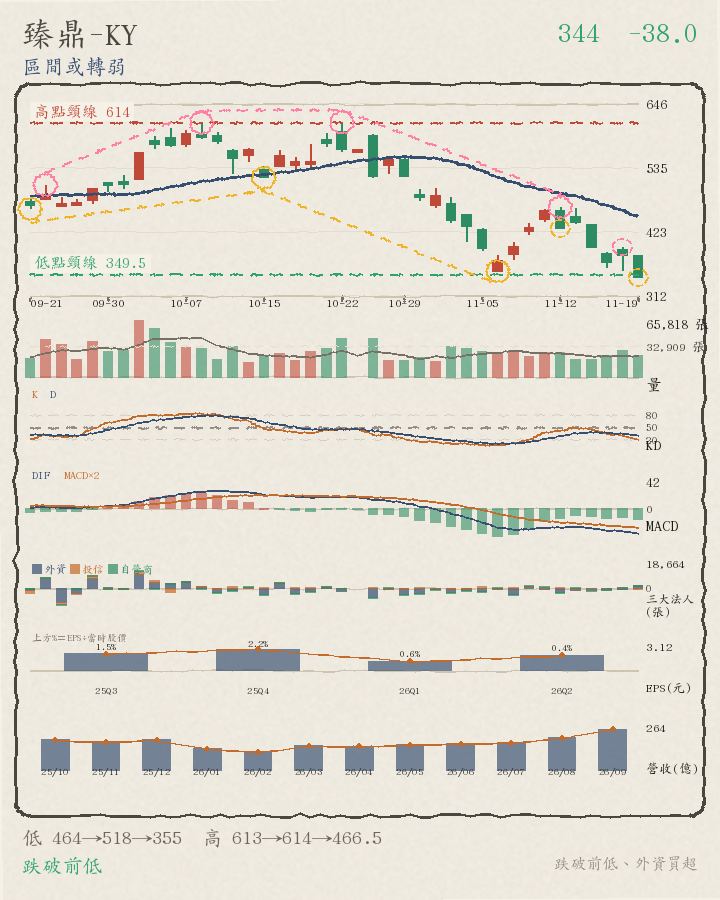 臻鼎-KY
344 -38.0
區間或轉弱
高點頸線 614
646
535
423
低點頸線 349.5
312
09-21 09-30 10-07 10-15 10-22 10-29 11-05 11-12 11-19
65,818 張
32,909 張
量
K D
80
50
20
KD
DIF MACD×2
42
0
MACD
18,664
外資 投信 自營商
0
三大法人
(張)
上方%=EPS÷當時股價
1.5% 2.2% 0.6% 0.4%
3.12
25Q3 25Q4 26Q1 26Q2
EPS(元)
264
25/10 25/11 25/12 26/01 26/02 26/03 26/04 26/05 26/06 26/07 26/08 26/09
營收(億)
低 464→518→355 高 613→614→466.5
跌破前低
跌破前低、外資買超